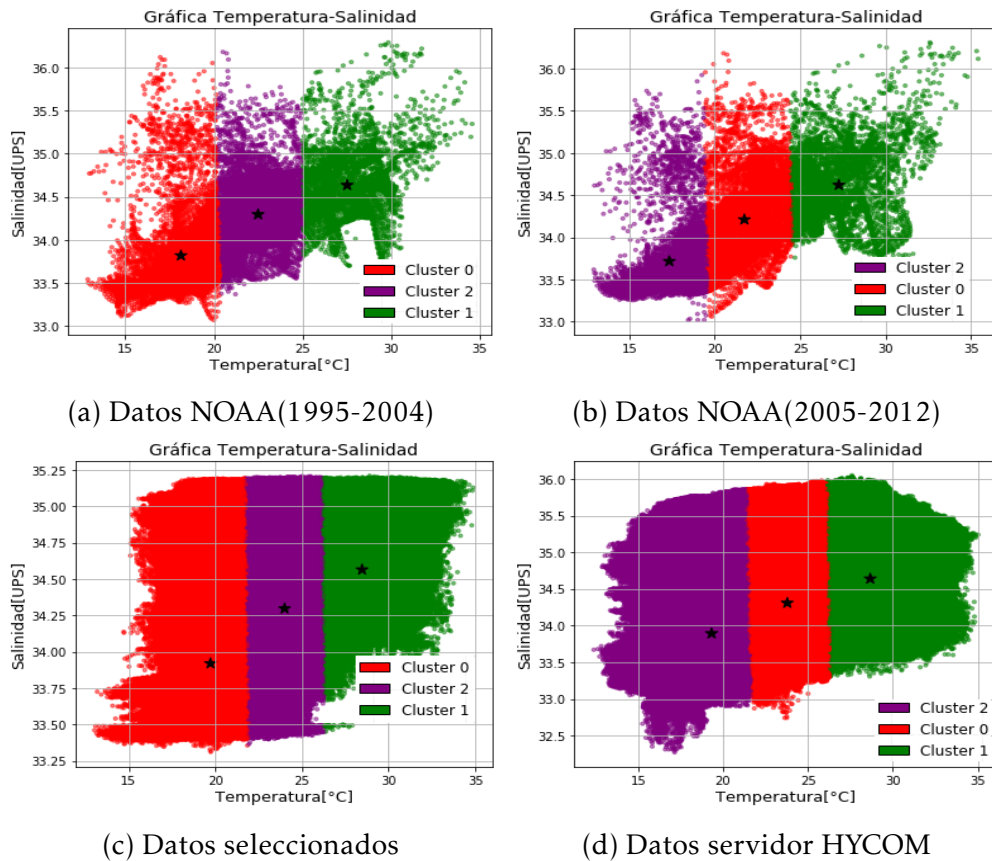 Gráfica Temperatura-Salinidad
36.0
35.5
35.0
34.5
34.0
33.5
33.0
Salinidad[UPS]
Cluster 0
Cluster 2
Cluster 1
15 20 25 30 35
Temperatura[°C]
(a) Datos NOAA(1995-2004)
Gráfica Temperatura-Salinidad
36.0
35.5
35.0
34.5
34.0
33.5
33.0
Salinidad[UPS]
Cluster 2
Cluster 0
Cluster 1
15 20 25 30 35
Temperatura[°C]
(b) Datos NOAA(2005-2012)
Gráfica Temperatura-Salinidad
35.25
35.00
34.75
34.50
34.25
34.00
33.75
33.50
33.25
Salinidad[UPS]
Cluster 0
Cluster 2
Cluster 1
15 20 25 30 35
Temperatura[°C]
(c) Datos seleccionados
Gráfica Temperatura-Salinidad
36.0
35.5
35.0
34.5
34.0
33.5
33.0
32.5
Salinidad[UPS]
Cluster 2
Cluster 0
Cluster 1
15 20 25 30 35
Temperatura[°C]
(d) Datos servidor HYCOM